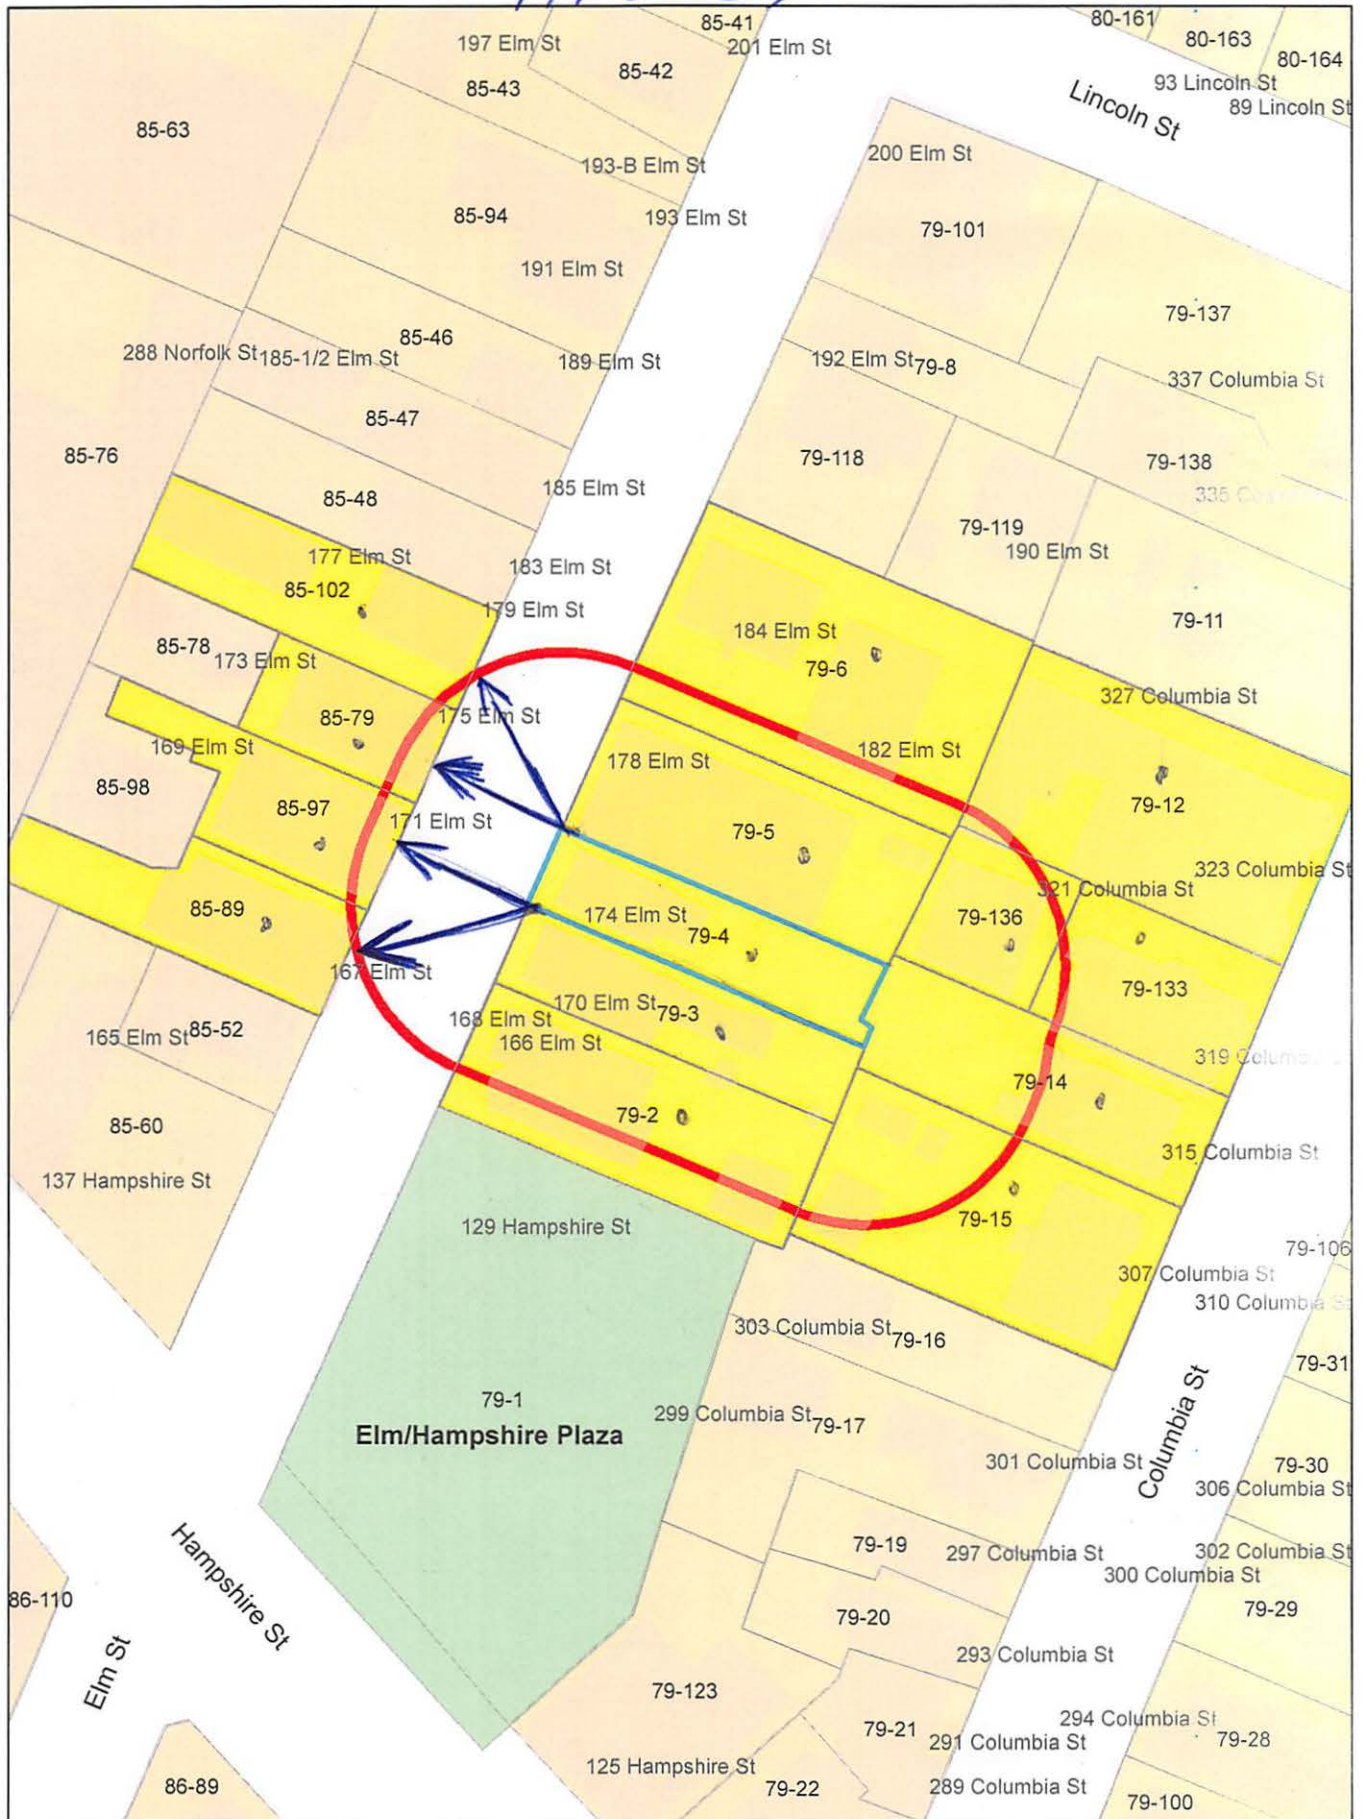 85-41
80-161
197 Elm St
201 Elm St
80-163
85-42
80-164
85-43
93 Lincoln St
89 Lincoln St
Lincoln St
85-63
200 Elm St
193-B Elm St
85-94
193 Elm St
79-101
191 Elm St
79-137
85-46
288 Norfolk St
185-1/2 Elm St
189 Elm St
192 Elm St
79-8
337 Columbia St
85-47
85-76
79-118
79-138
85-48
185 Elm St
79-119
177 Elm St
190 Elm St
183 Elm St
85-102
179 Elm St
79-11
184 Elm St
85-78
173 Elm St
79-6
327 Columbia St
85-79
175 Elm St
169 Elm St
182 Elm St
178 Elm St
85-98
85-97
171 Elm St
79-5
79-12
323 Columbia St
321 Columbia St
85-89
174 Elm St
79-136
79-4
167 Elm St
79-133
170 Elm St
79-3
168 Elm St
165 Elm St
85-52
166 Elm St
79-14
85-60
79-2
315 Columbia St
137 Hampshire St
129 Hampshire St
79-15
79-106
307 Columbia St
310 Columbia St
303 Columbia St
79-16
79-31
79-1
299 Columbia St
79-17
Elm/Hampshire Plaza
Columbia St
301 Columbia St
79-30
306 Columbia St
79-19
297 Columbia St
302 Columbia St
300 Columbia St
Hampshire St
86-110
79-20
79-29
Elm St
293 Columbia St
79-123
79-21
294 Columbia St
291 Columbia St
79-28
125 Hampshire St
86-89
79-22
289 Columbia St
79-100